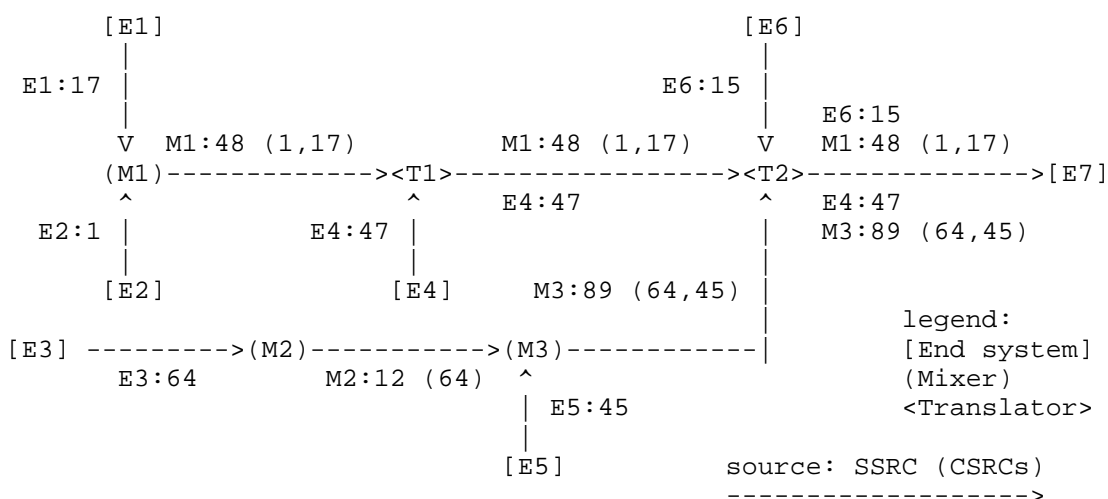 [E1] [E6]
E1:17 E6:15
E6:15
M1:48 (1,17) M1:48 (1,17) M1:48 (1,17)
(M1)-------------><T1>-----------------><T2>-------------->[E7]
E4:47 E4:47
E2:1 E4:47 M3:89 (64,45)
[E2] [E4] M3:89 (64,45)
legend:
[E3] --------->(M2)----------->(M3)------------| [End system]
E3:64 M2:12 (64) (Mixer)
E5:45 <Translator>
[E5] source: SSRC (CSRCs)
------------------->